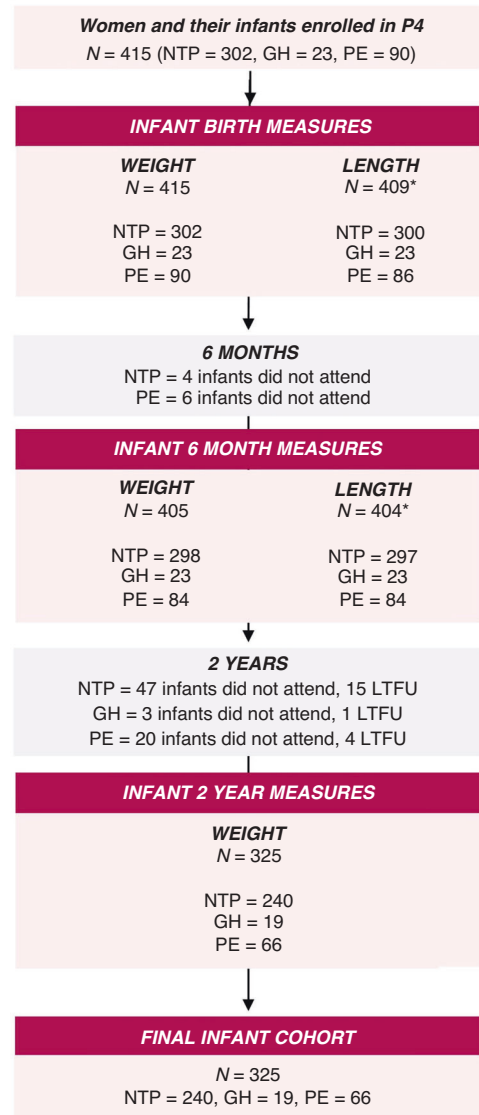 Women and their infants enrolled in P4
N = 415 (NTP = 302, GH = 23, PE = 90)
INFANT BIRTH MEASURES
WEIGHT
N = 415
NTP = 302
GH = 23
PE = 90
LENGTH
N = 409*
NTP = 300
GH = 23
PE = 86
6 MONTHS
NTP = 4 infants did not attend
PE = 6 infants did not attend
INFANT 6 MONTH MEASURES
WEIGHT
N = 405
NTP = 298
GH = 23
PE = 84
LENGTH
N = 404*
NTP = 297
GH = 23
PE = 84
2 YEARS
NTP = 47 infants did not attend, 15 LTFU
GH = 3 infants did not attend, 1 LTFU
PE = 20 infants did not attend, 4 LTFU
INFANT 2 YEAR MEASURES
WEIGHT
N = 325
NTP = 240
GH = 19
PE = 66
FINAL INFANT COHORT
N = 325
NTP = 240, GH = 19, PE = 66